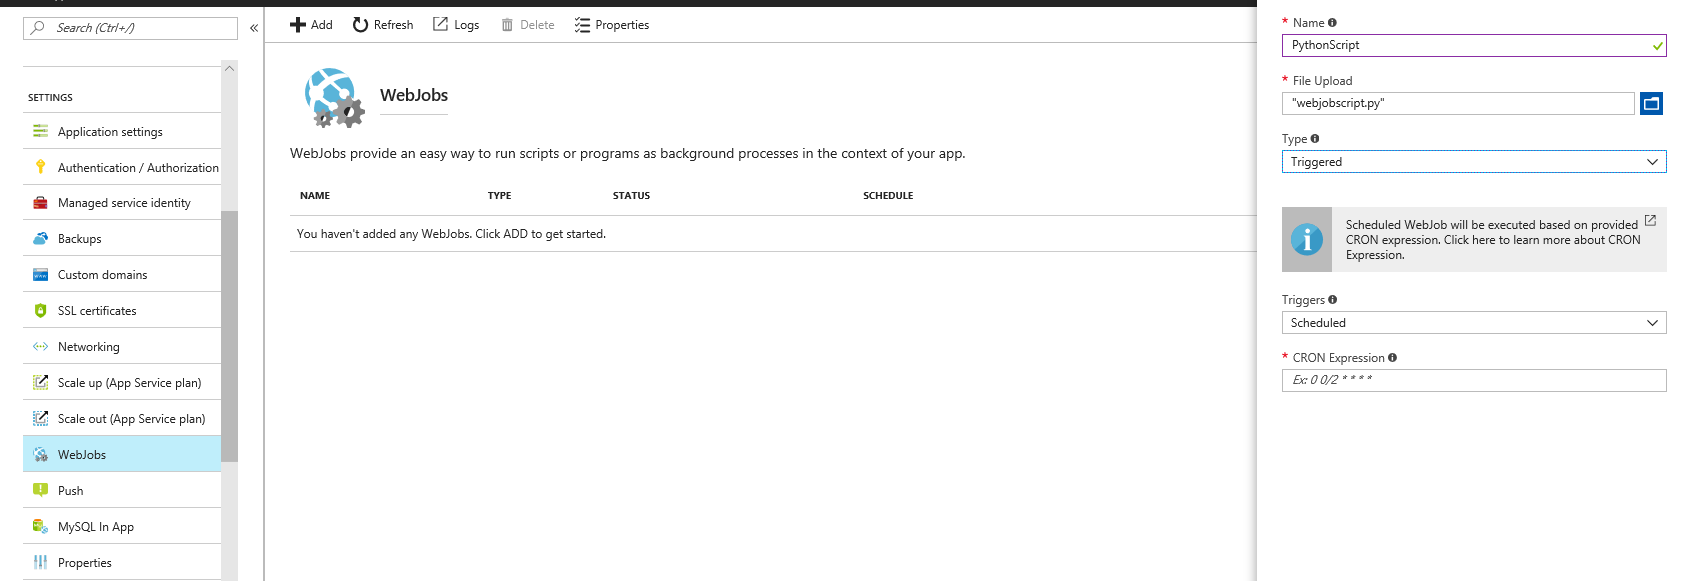 Search (Ctrl+/)
«
SETTINGS
Application settings
Authentication / Authorization
Managed service identity
Backups
Custom domains
SSL certificates
Networking
Scale up (App Service plan)
Scale out (App Service plan)
WebJobs
Push
MySQL In App
Properties
Add Refresh Logs Delete Properties
WebJobs
WebJobs provide an easy way to run scripts or programs as background processes in the context of your app.
NAME TYPE STATUS SCHEDULE
You haven't added any WebJobs. Click ADD to get started.
* Name
PythonScript
* File Upload
"webjobscript.py"
Type
Triggered
Scheduled WebJob will be executed based on provided
CRON expression. Click here to learn more about CRON
Expression.
Triggers
Scheduled
* CRON Expression
Ex: 0 0/2 * * * *